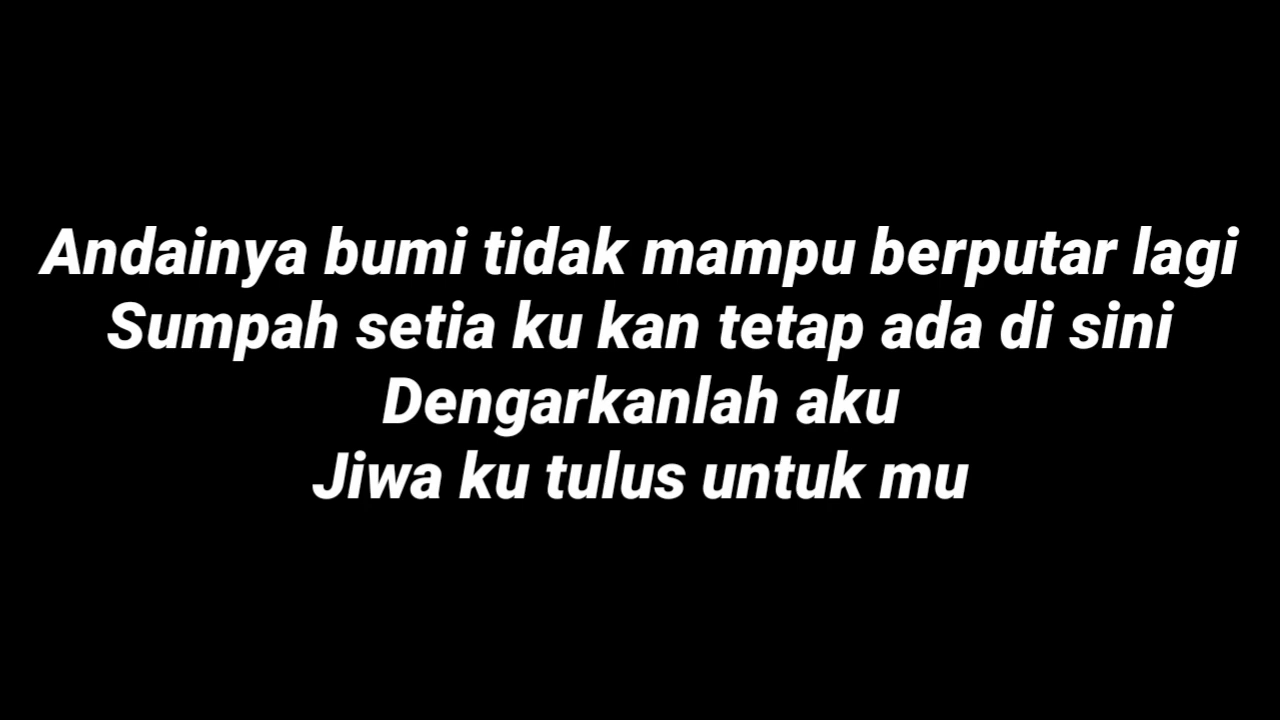 Andainya bumi tidak mampu berputar lagi
Sumpah setia ku kan tetap ada di sini
Dengarkanlah aku
Jiwa ku tulus untuk mu